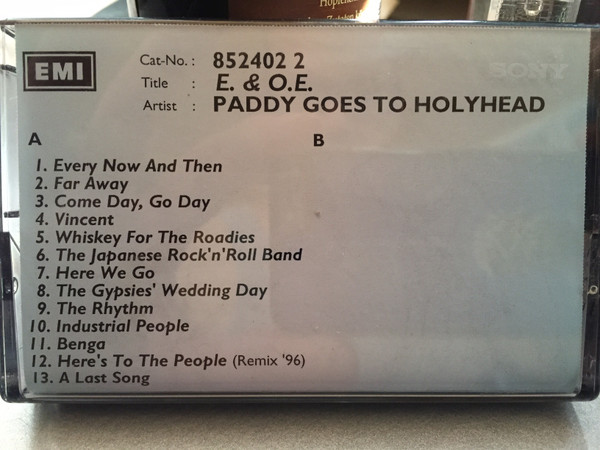 EMI
Cat-No. : 852402 2
Title : E. & O.E.
Artist : PADDY GOES TO HOLYHEAD
SONY
A B
1. Every Now And Then
2. Far Away
3. Come Day, Go Day
4. Vincent
5. Whiskey For The Roadies
6. The Japanese Rock'n'Roll Band
7. Here We Go
8. The Gypsies' Wedding Day
9. The Rhythm
10. Industrial People
11. Benga
12. Here's To The People (Remix '96)
13. A Last Song